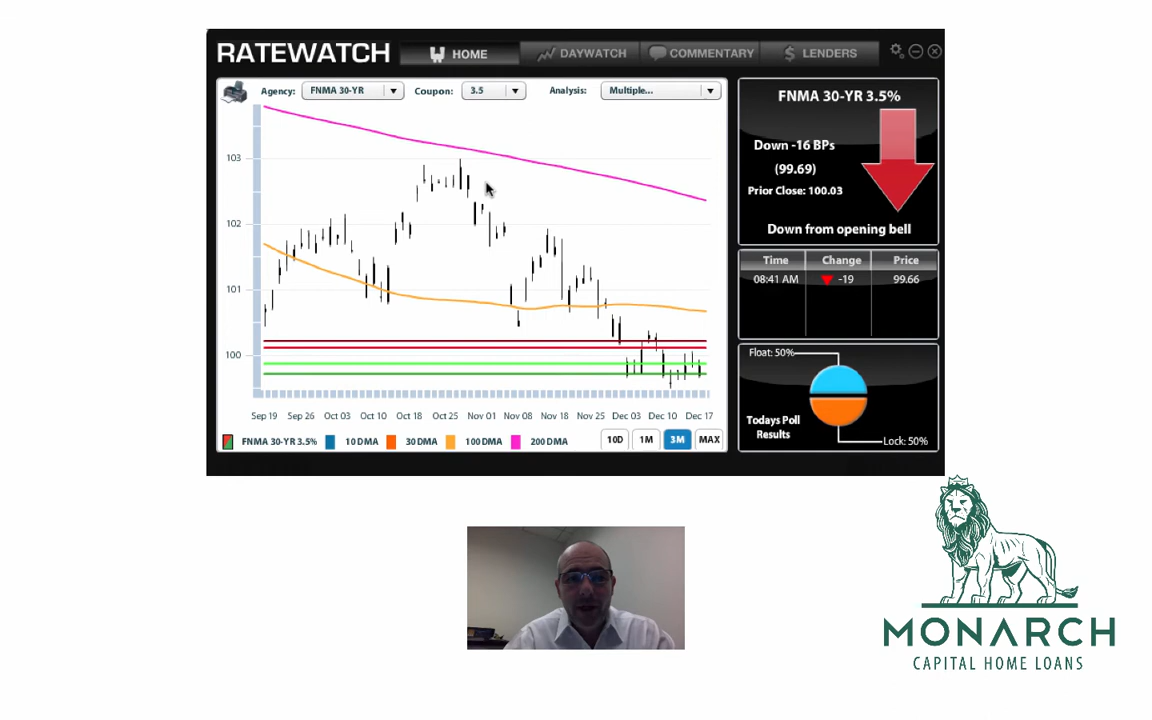 RATEWATCH HOME DAYWATCH COMMENTARY $ LENDERS
Agency: FNMA 30-YR Coupon: 3.5 Analysis: Multiple...
103
102
101
100
Sep 19 Sep 26 Oct 03 Oct 10 Oct 18 Oct 25 Nov 01 Nov 08 Nov 18 Nov 25 Dec 03 Dec 10 Dec 17
FNMA 30-YR 3.5% 10 DMA 30 DMA 100 DMA 200 DMA 10D 1M 3M MAX
FNMA 30-YR 3.5%
Down -16 BPs
(99.69)
Prior Close: 100.03
Down from opening bell
Time Change Price
08:41 AM -19 99.66
Float: 50%
Todays Poll
Results
Lock: 50%
MONARCH
CAPITAL HOME LOANS